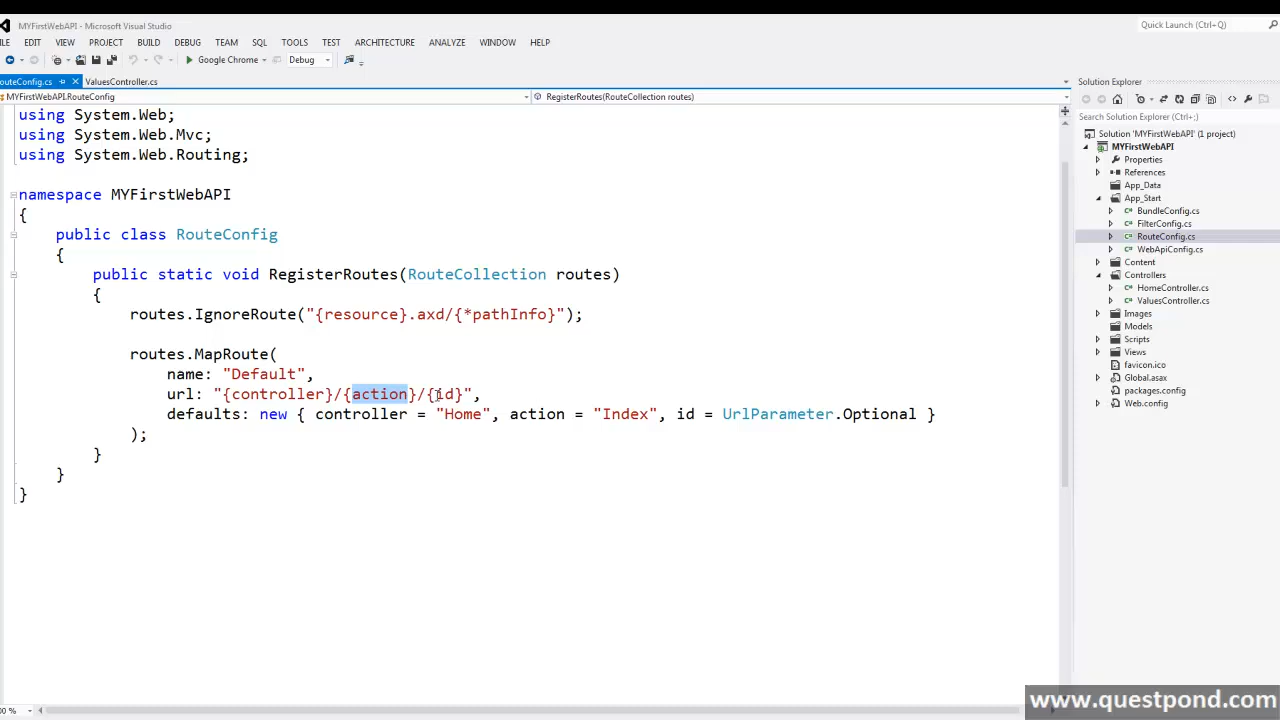 MYFirstWebAPI - Microsoft Visual Studio
Quick Launch (Ctrl+Q)
ILE EDIT VIEW PROJECT BUILD DEBUG TEAM SQL TOOLS TEST ARCHITECTURE ANALYZE WINDOW HELP
Google Chrome Debug
outeConfig.cs ValuesController.cs
MYFirstWebAPI.RouteConfig RegisterRoutes(RouteCollection routes)
using System.Web;
using System.Web.Mvc;
using System.Web.Routing;
namespace MYFirstWebAPI
{
public class RouteConfig
{
public static void RegisterRoutes(RouteCollection routes)
{
routes.IgnoreRoute("{resource}.axd/{*pathInfo}");
routes.MapRoute(
name: "Default",
url: "{controller}/{action}/{id}",
defaults: new { controller = "Home", action = "Index", id = UrlParameter.Optional }
);
}
}
}
00 %
Solution Explorer
Search Solution Explorer (Ctrl+;)
Solution 'MYFirstWebAPI' (1 project)
MYFirstWebAPI
Properties
References
App_Data
App_Start
BundleConfig.cs
FilterConfig.cs
RouteConfig.cs
WebApiConfig.cs
Content
Controllers
HomeController.cs
ValuesController.cs
Images
Models
Scripts
Views
favicon.ico
Global.asax
packages.config
Web.config
www.questpond.com